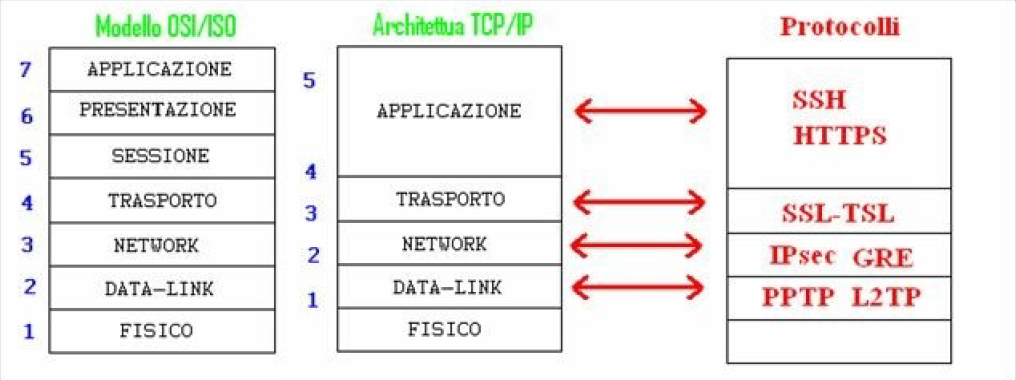 Modello OSI/ISO
7 APPLICAZIONE
6 PRESENTAZIONE
5 SESSIONE
4 TRASPORTO
3 NETWORK
2 DATA-LINK
1 FISICO
Architettua TCP/IP
5
APPLICAZIONE
4
TRASPORTO
3
NETWORK
2
DATA-LINK
1
FISICO
Protocolli
SSH
HTTPS
SSL-TSL
IPsec GRE
PPTP L2TP